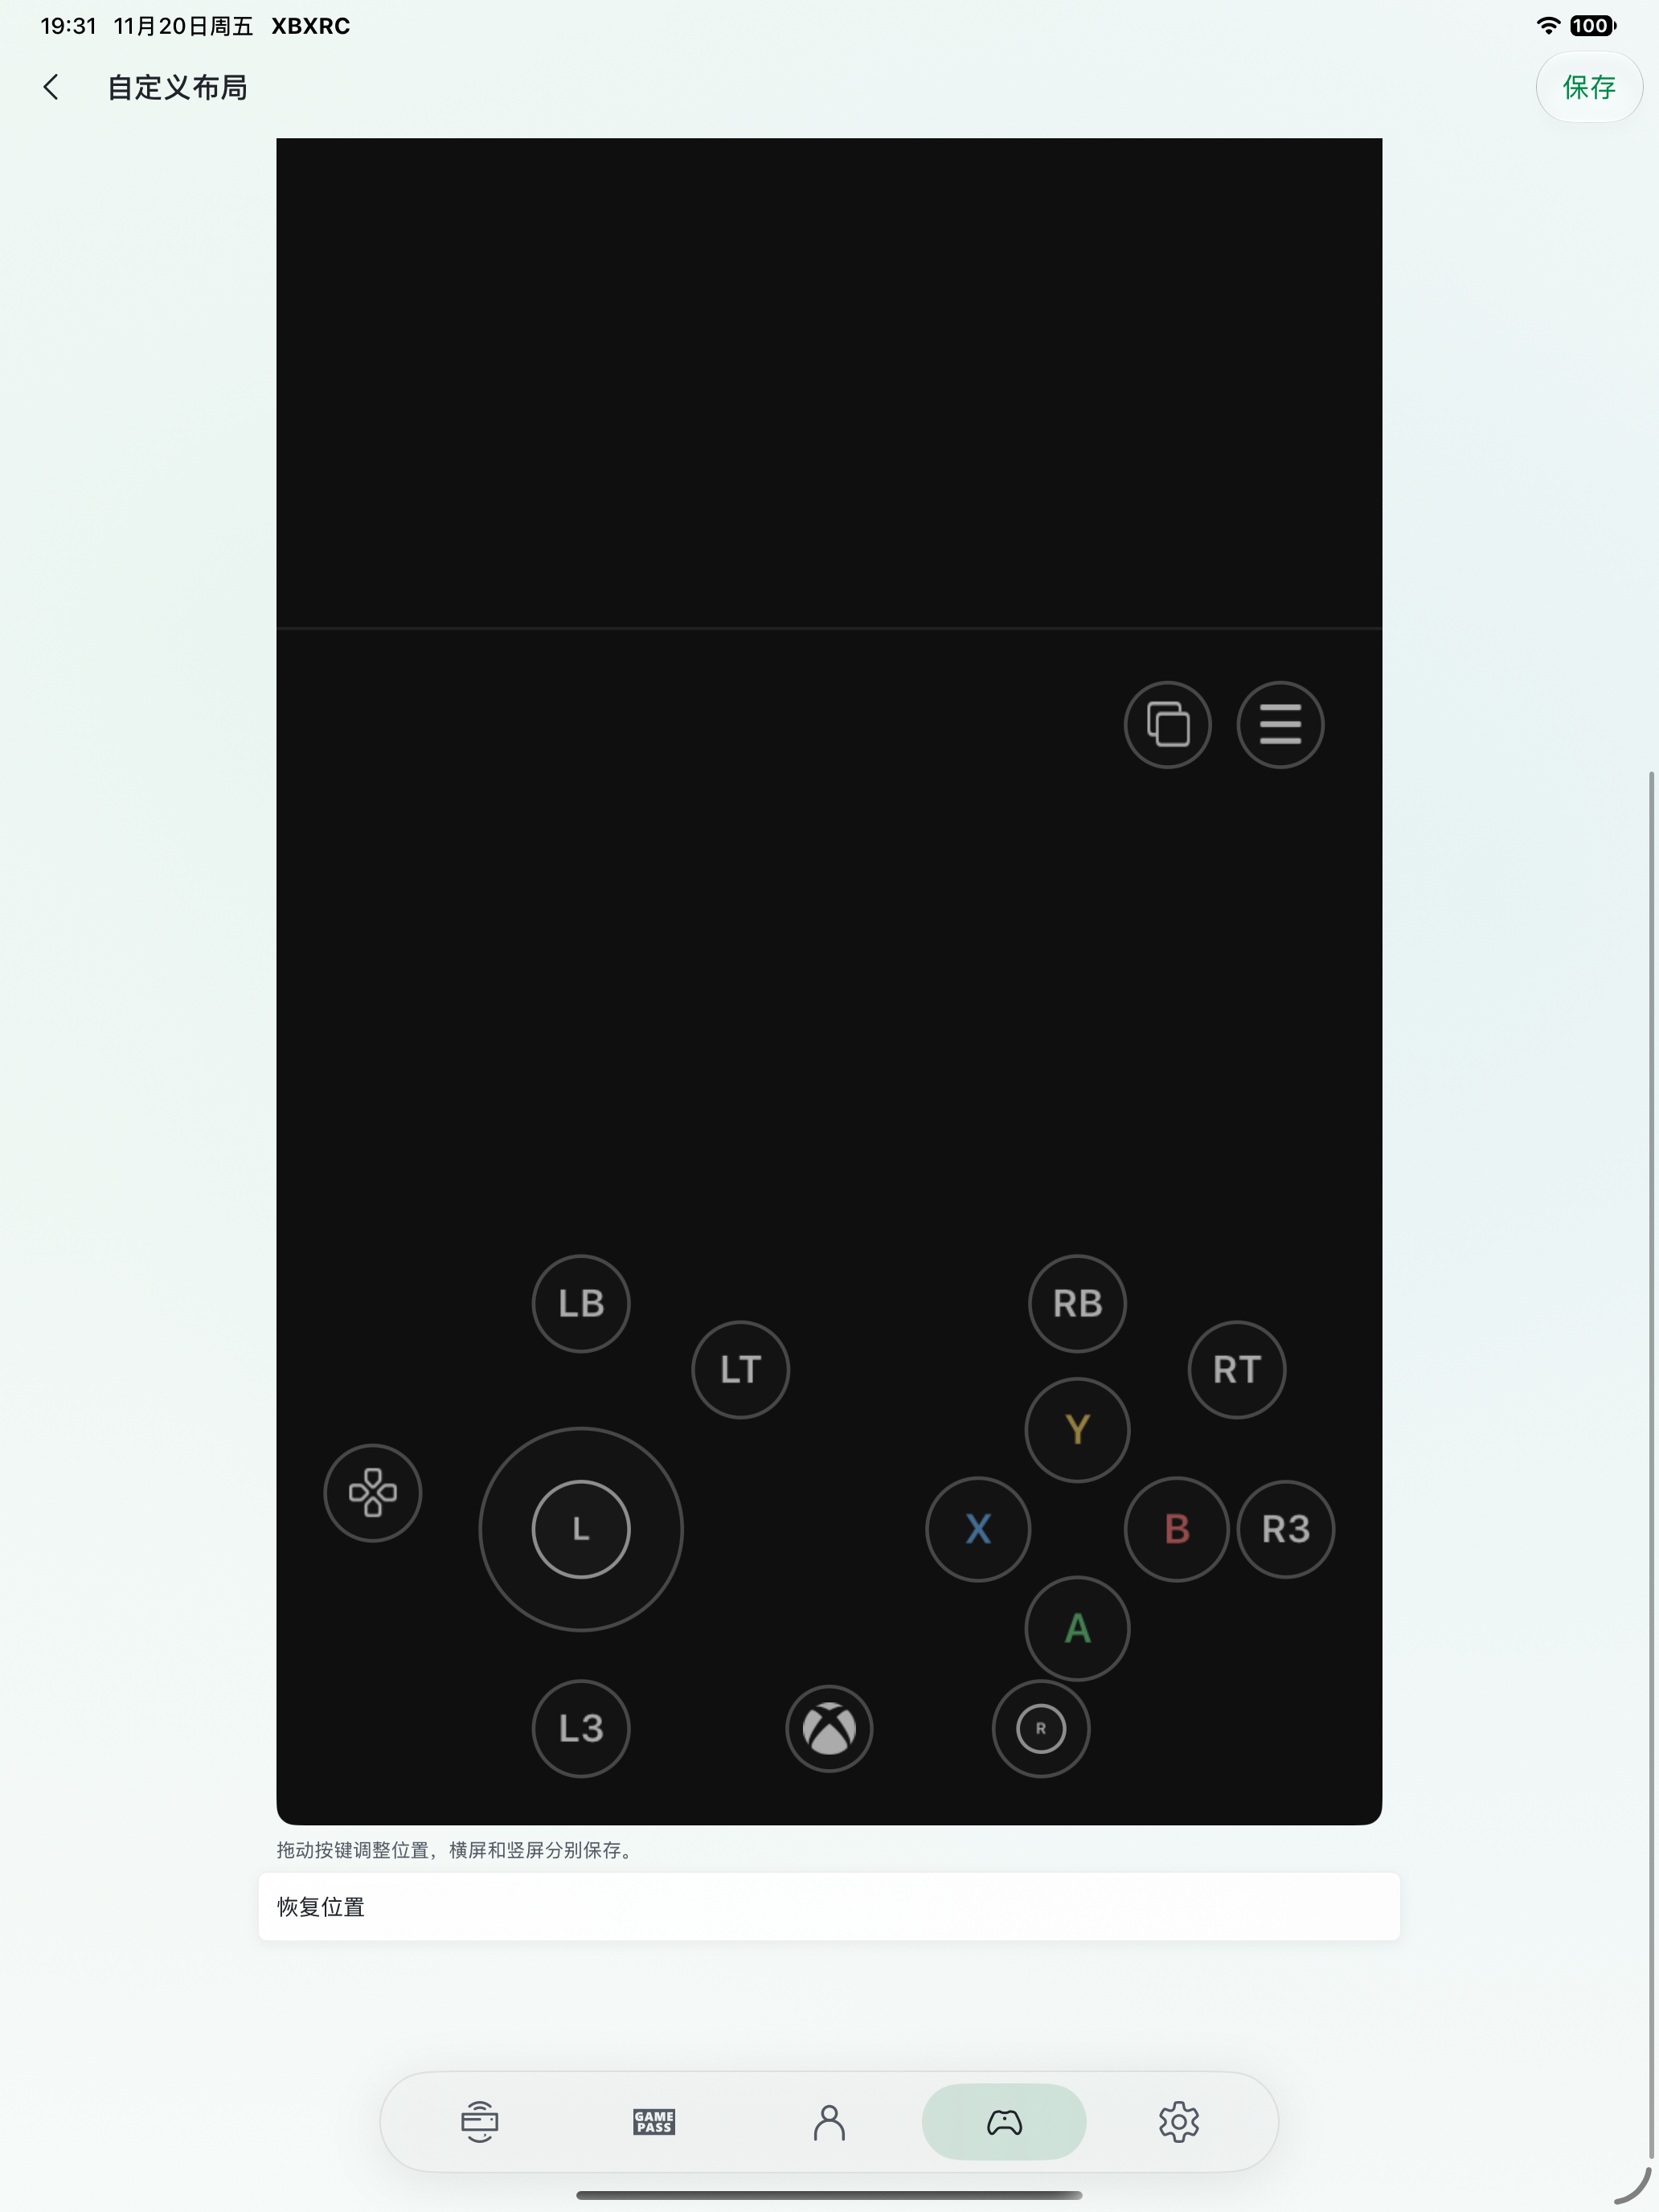 19:31 11月20日周五 XBXRC
100
自定义布局
保存
LB
RB
LT
RT
Y
L
X
B
R3
A
L3
R
拖动按键调整位置，横屏和竖屏分别保存。
恢复位置
GAME
PASS